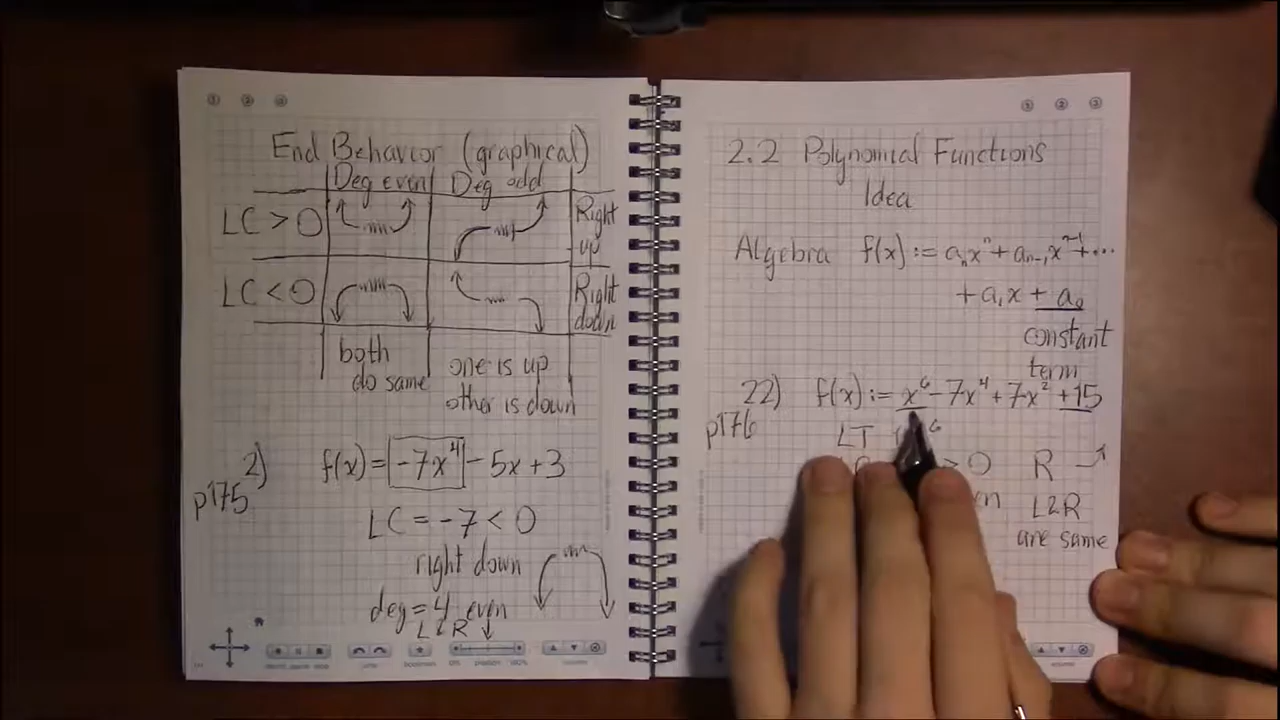 End Behavior (graphical)
Deg even Deg odd
LC > 0 Right up
LC < 0 Right down
both do same
one is up other is down
2) f(x) = -7x⁴ - 5x + 3
p175
LC = -7 < 0
right down
deg = 4 even
L & R
2.2 Polynomial Functions
Idea
Algebra f(x) := aₙxⁿ + aₙ₋₁xⁿ⁻¹ + ...
+ a₁x + a₀
constant
term
22) f(x) := x⁶ - 7x⁴ + 7x² + 15
p176
LT
> 0 R
L&R
are same